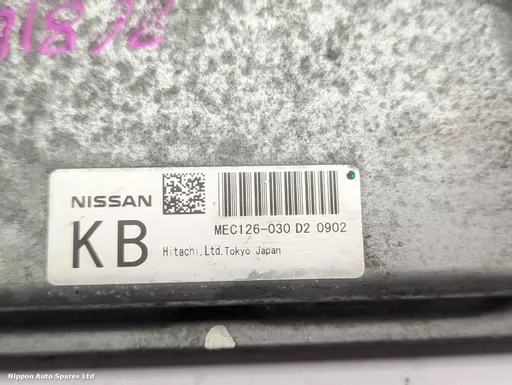 NISSAN
MEC126-030 D2 0902
KB
Hitachi,Ltd.Tokyo Japan
Nippon Auto Spares Ltd